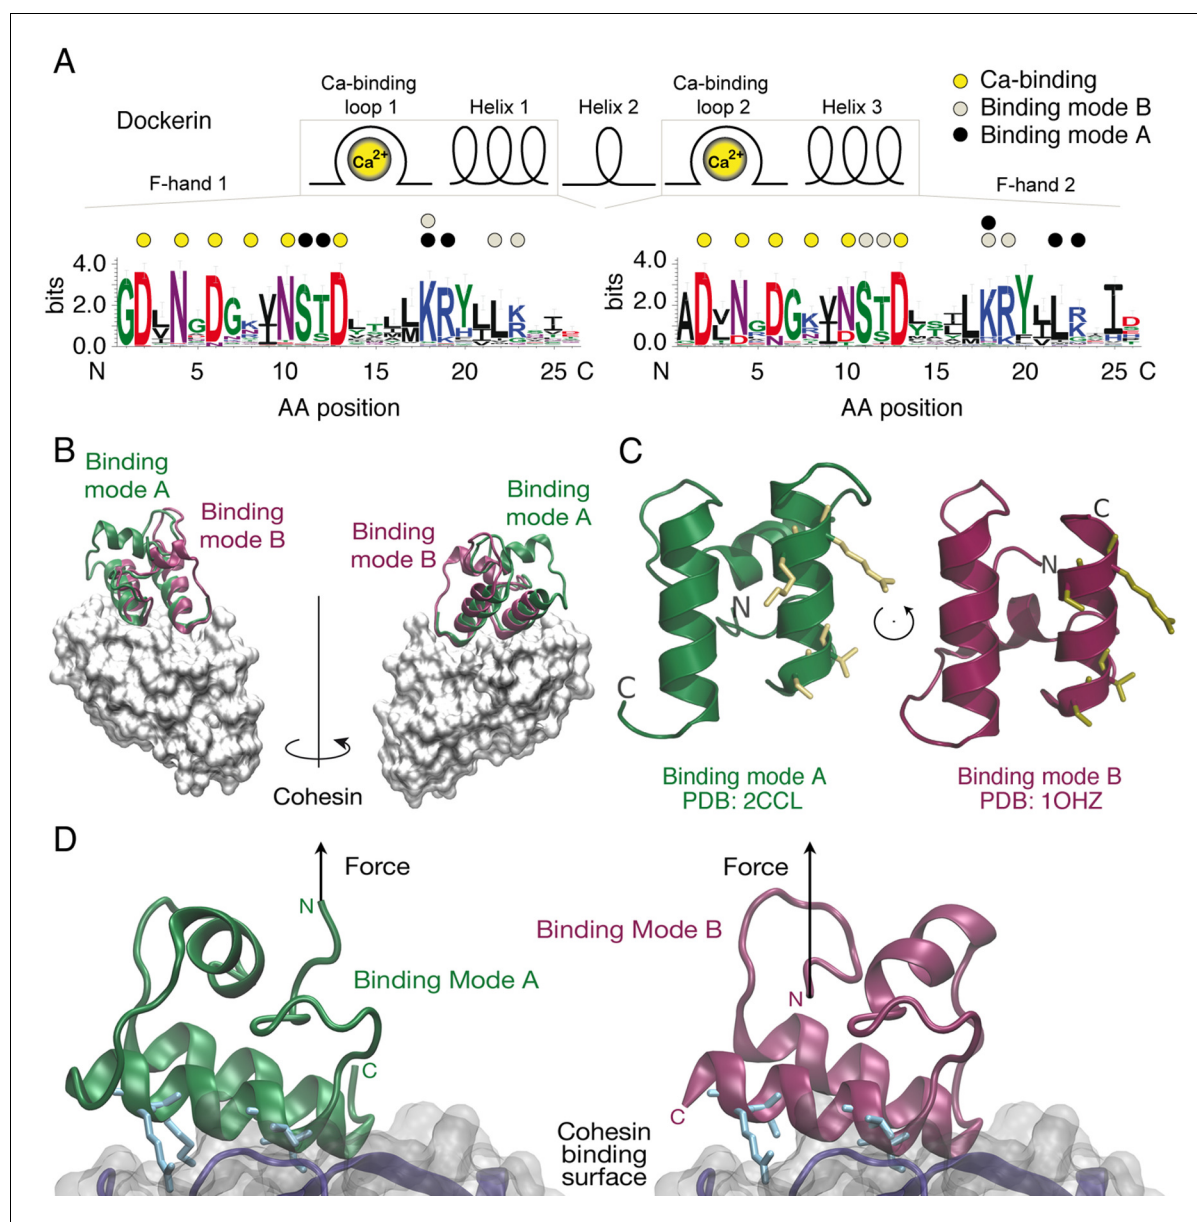 A
Ca-binding
loop 1
Helix 1
Helix 2
Ca-binding
loop 2
Helix 3
Ca-binding
Binding mode B
Binding mode A
Dockerin
Ca2+
Ca2+
F-hand 1
F-hand 2
bits
4.0
2.0
0.0
N 5 10 15 20 25 C
AA position
bits
4.0
2.0
0.0
N 5 10 15 20 25 C
AA position
B
Binding
mode A
Binding
mode B
Binding
mode A
Binding
mode B
Cohesin
C
N
C
C
N
Binding mode A
PDB: 2CCL
Binding mode B
PDB: 1OHZ
D
Force
N
Binding Mode A
C
Force
Binding Mode B
N
C
Cohesin
binding
surface